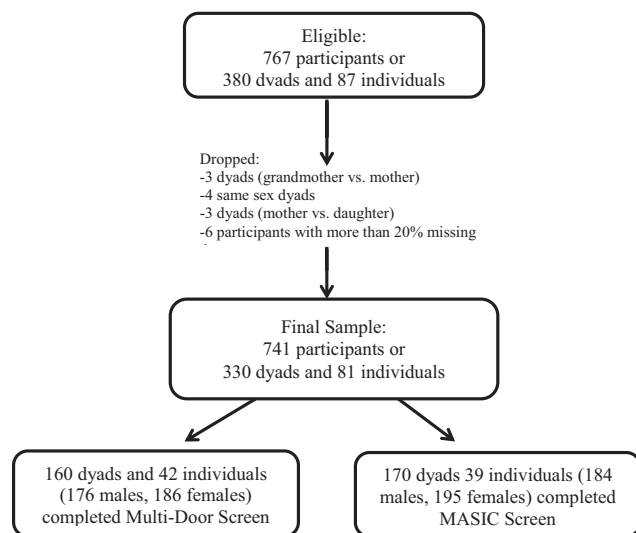 Eligible:
767 participants or
380 dvads and 87 individuals
Dropped:
-3 dyads (grandmother vs. mother)
-4 same sex dyads
-3 dyads (mother vs. daughter)
-6 participants with more than 20% missing
Final Sample:
741 participants or
330 dyads and 81 individuals
160 dyads and 42 individuals
(176 males, 186 females)
completed Multi-Door Screen
170 dyads 39 individuals (184
males, 195 females) completed
MASIC Screen